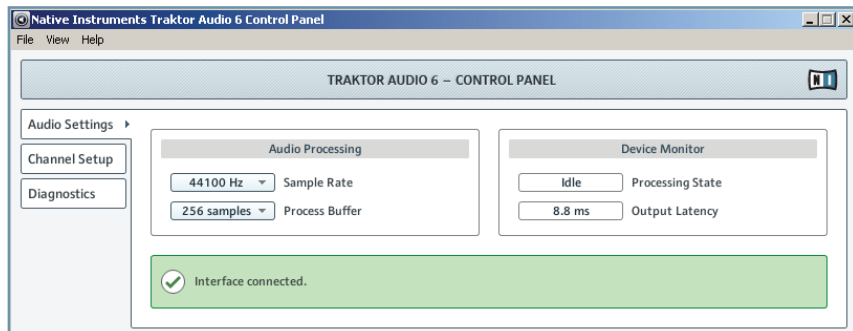 Native Instruments Traktor Audio 6 Control Panel
File View Help
TRAKTOR AUDIO 6 – CONTROL PANEL
NI
Audio Settings
Channel Setup
Diagnostics
Audio Processing
44100 Hz Sample Rate
256 samples Process Buffer
Device Monitor
Idle Processing State
8.8 ms Output Latency
Interface connected.